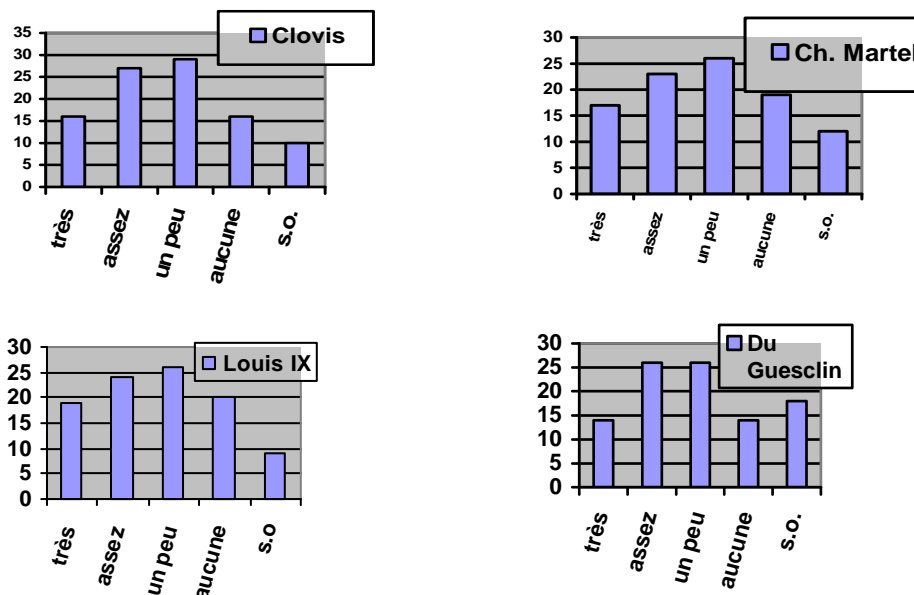 Clovis
35
30
25
20
15
10
5
0
très
assez
un peu
aucune
s.o.
Ch. Martel
30
25
20
15
10
5
0
très
assez
un peu
aucune
s.o.
Louis IX
30
25
20
15
10
5
0
très
assez
un peu
aucune
s.o
Du
Guesclin
30
25
20
15
10
5
0
très
assez
un peu
aucune
s.o.